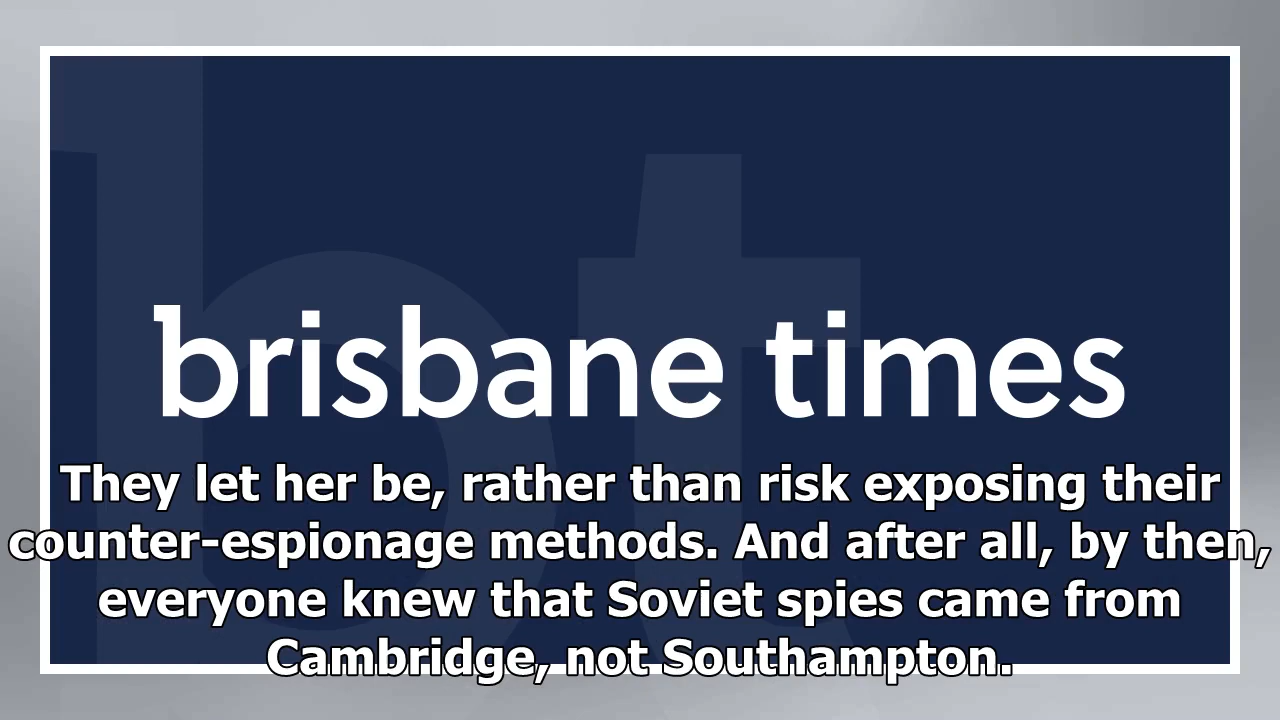 brisbane times
They let her be, rather than risk exposing their
counter-espionage methods. And after all, by then,
everyone knew that Soviet spies came from
Cambridge, not Southampton.